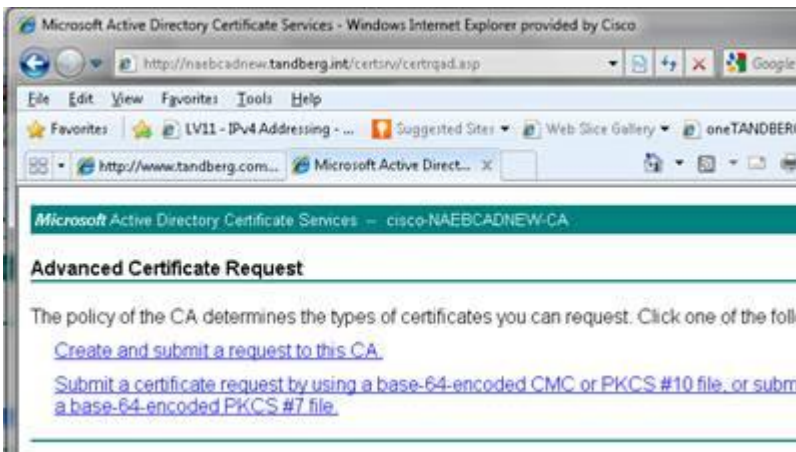 Microsoft Active Directory Certificate Services - Windows Internet Explorer provided by Cisco
http://naebcadnew.tandberg.int/certsrv/certrqad.asp
Google
File Edit View Favorites Tools Help
Favorites LV11 - IPv4 Addressing - ... Suggested Sites Web Slice Gallery oneTANDBERG
http://www.tandberg.com... Microsoft Active Direct... X
Microsoft Active Directory Certificate Services -- cisco-NAEBCADNEW-CA
Advanced Certificate Request
The policy of the CA determines the types of certificates you can request. Click one of the foll
Create and submit a request to this CA.
Submit a certificate request by using a base-64-encoded CMC or PKCS #10 file, or subm
a base-64-encoded PKCS #7 file.